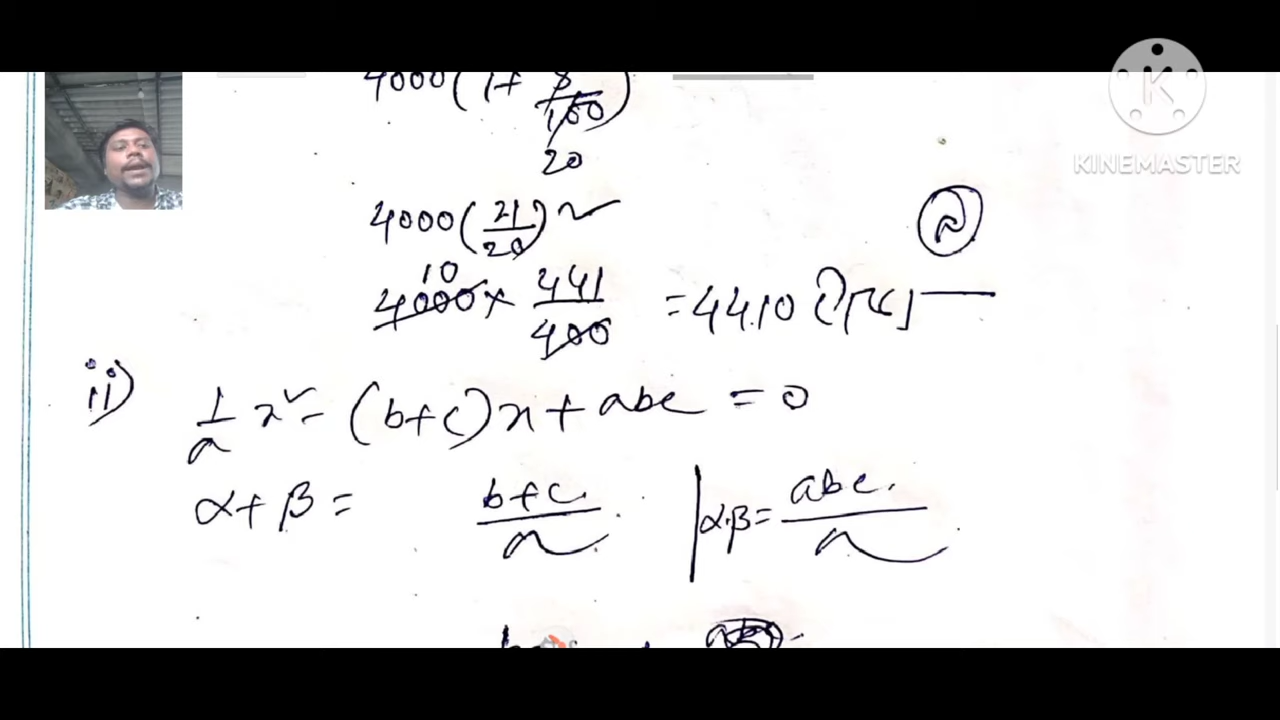 4000(1+ 8/100)
20
4000(21/20)²
10
4000 × 441/400 = 4410
ii) 1/a x² - (b+c)x + abc = 0
α+β = b+c/a | α.β = abc/a
KINEMASTER